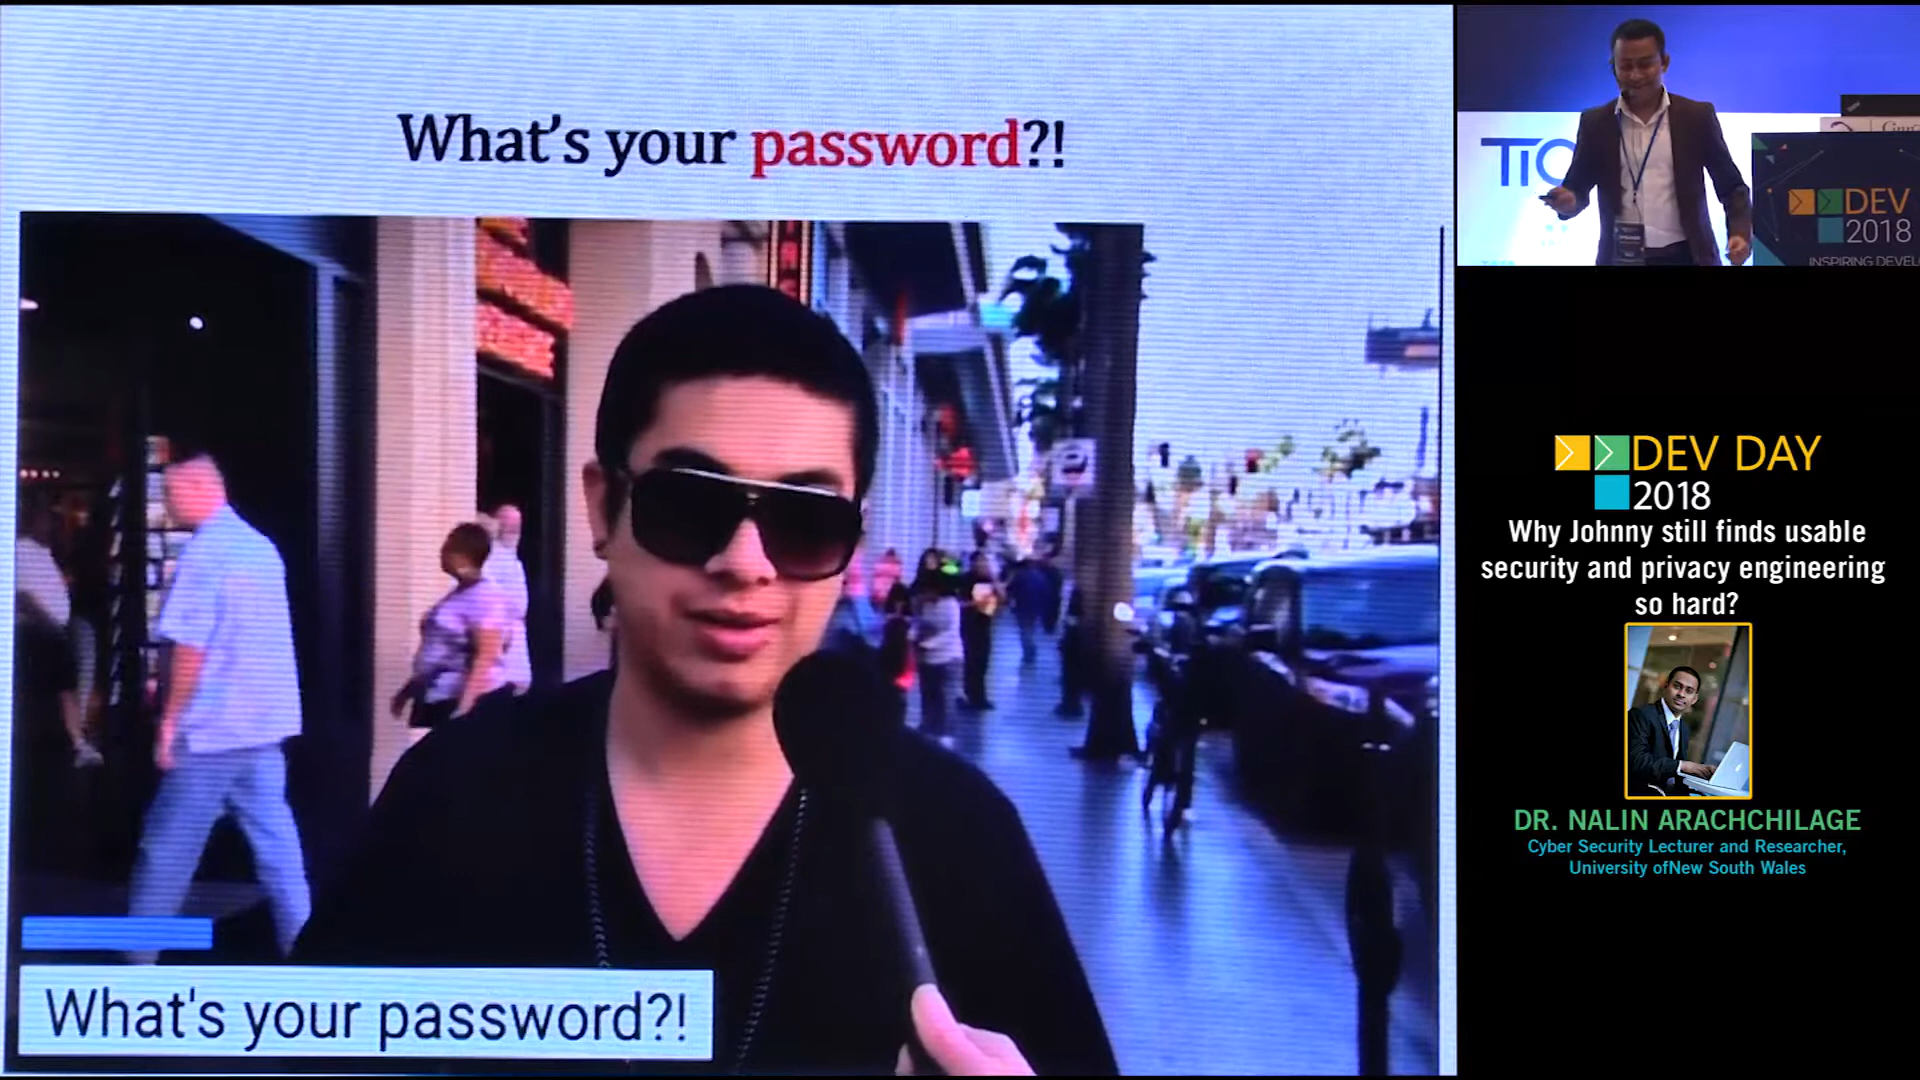 What's your password?!
What's your password?!
DEV
2018
INSPIRING DEVEL
DEV DAY
2018
Why Johnny still finds usable
security and privacy engineering
so hard?
DR. NALIN ARACHCHILAGE
Cyber Security Lecturer and Researcher,
University ofNew South Wales